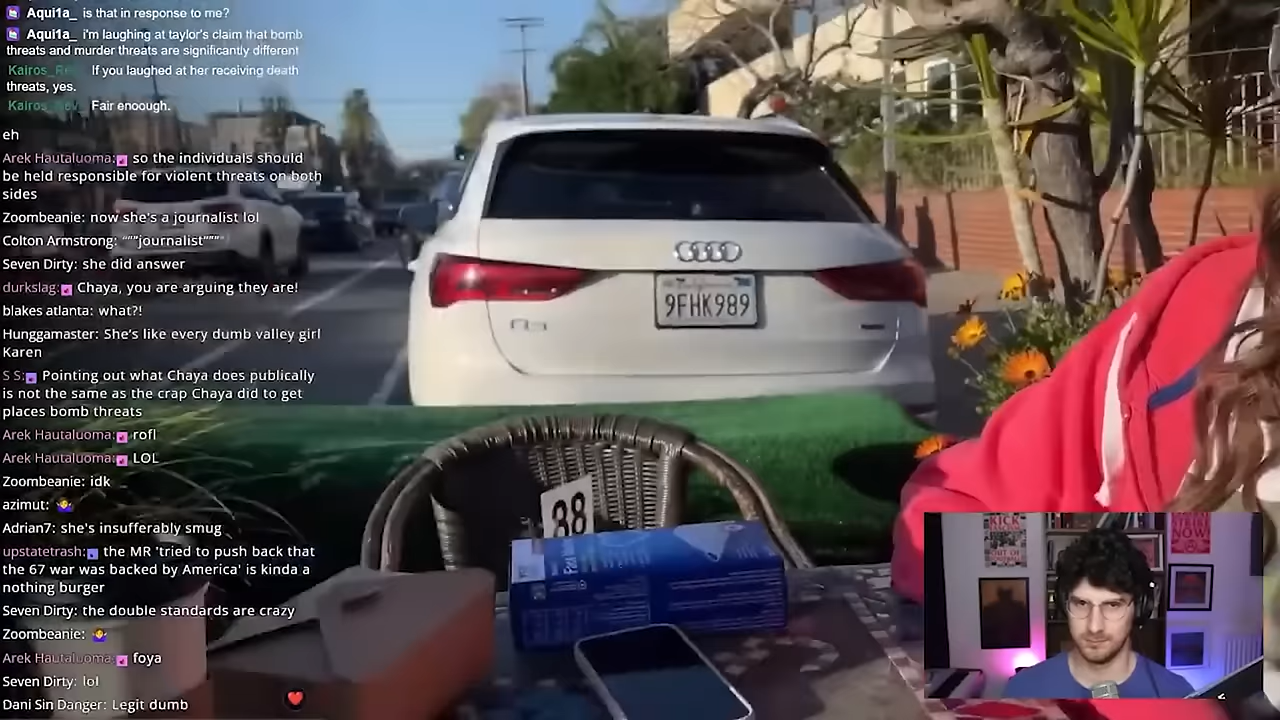 Aqui1a_ is that in response to me?
Aqui1a_ i'm laughing at taylor's claim that bomb
threats and murder threats are significantly different
If you laughed at her receiving death
threats, yes.
Fair enoough.
eh
Arek Hautaluoma: so the individuals should
be held responsible for violent threats on both
sides
Zoombeanie: now she's a journalist lol
Colton Armstrong: """journalist"""
Seven Dirty: she did answer
durkslag: Chaya, you are arguing they are!
blakes atlanta: what?!
Hunggamaster: She's like every dumb valley girl
Karen
S S: Pointing out what Chaya does publically
is not the same as the crap Chaya did to get
places bomb threats
Arek Hautaluoma: rofl
Arek Hautaluoma: LOL
Zoombeanie: idk
azimut: 🤷‍♀️
Adrian7: she's insufferably smug
upstatetrash: the MR 'tried to push back that
the 67 war was backed by America' is kinda a
nothing burger
Seven Dirty: the double standards are crazy
Zoombeanie: 🤷‍♀️
Arek Hautaluoma: foya
Seven Dirty: lol
Dani Sin Danger: Legit dumb
9FHK989
88
KICK
OUT
STRIKE
NOW!